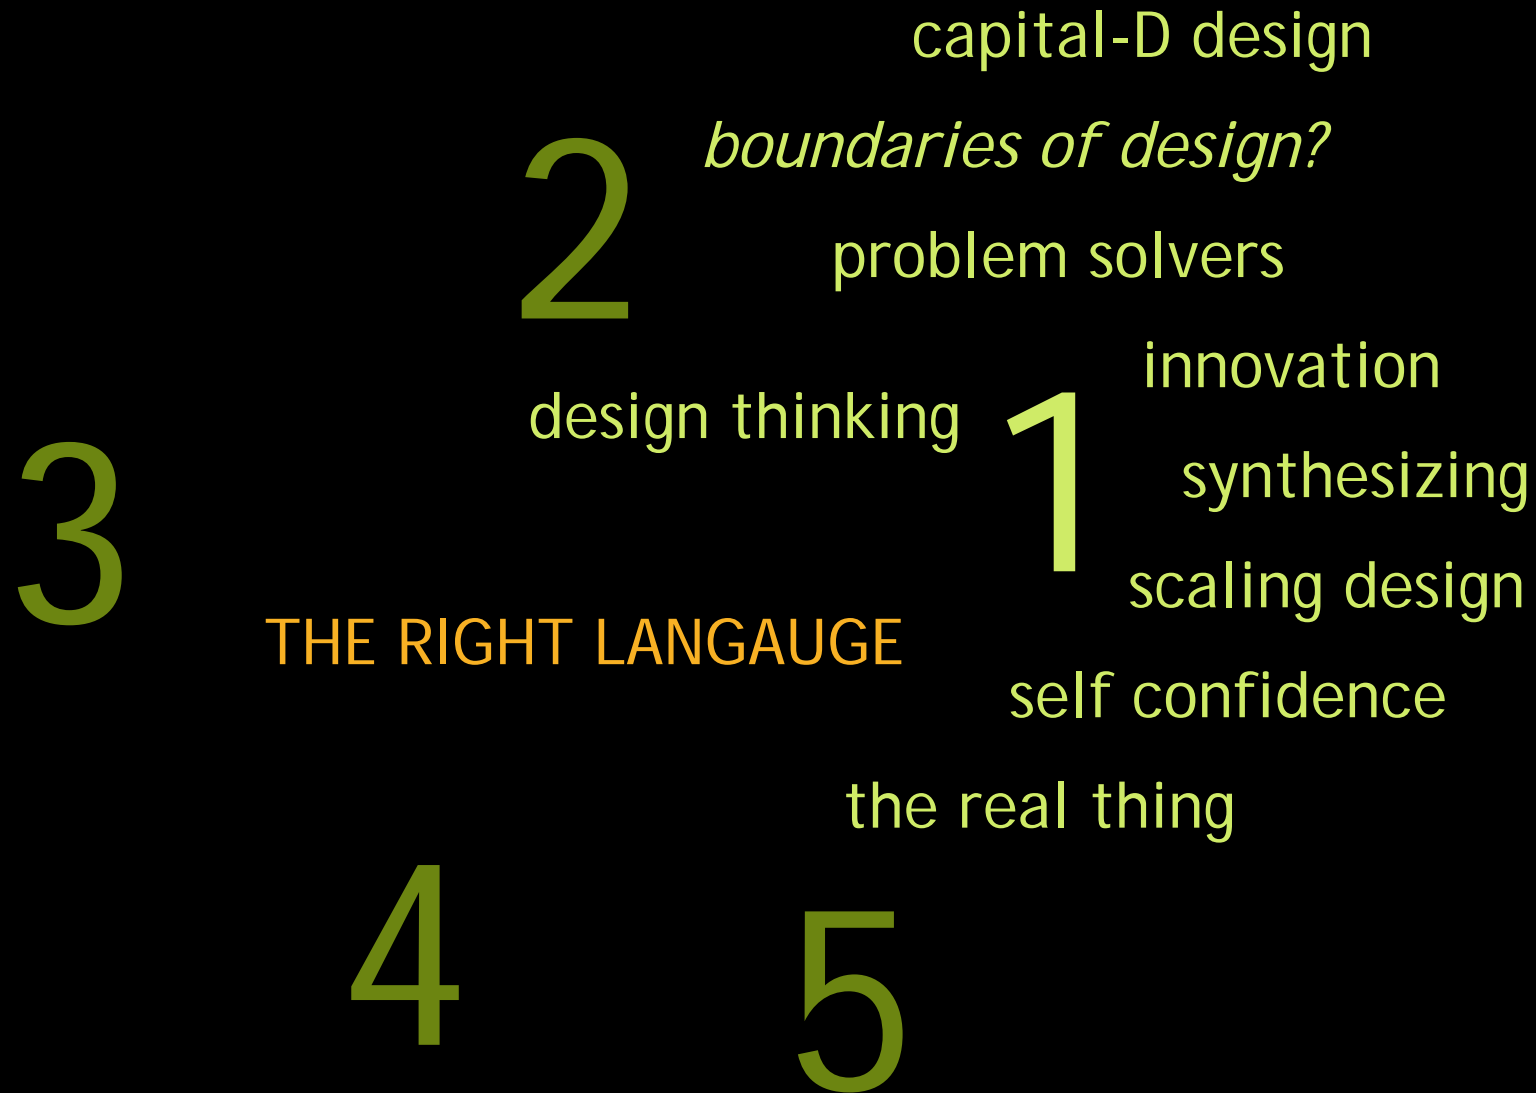 capital-D design
boundaries of design?
2
problem solvers
innovation
design thinking
1
synthesizing
3
scaling design
THE RIGHT LANGAUGE
self confidence
the real thing
4
5